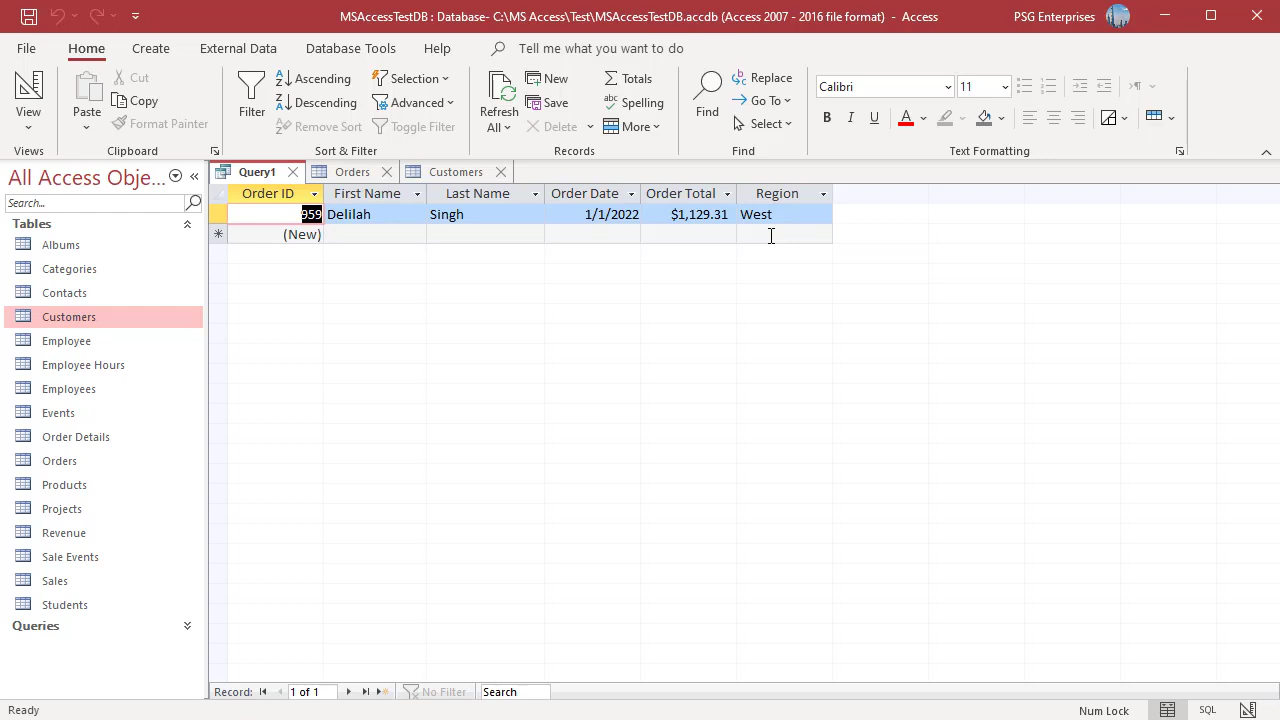 MSAccessTestDB : Database- C:\MS Access\Test\MSAccessTestDB.accdb (Access 2007 - 2016 file format) - Access
PSG Enterprises
File Home Create External Data Database Tools Help Tell me what you want to do
View
Views
Paste
Cut
Copy
Format Painter
Clipboard
Filter
Ascending
Descending
Remove Sort
Selection
Advanced
Toggle Filter
Sort & Filter
Refresh
All
New
Save
Delete
Totals
Spelling
More
Records
Find
Replace
Go To
Select
Find
Calibri 11
B I U A
Text Formatting
All Access Obje...
Search...
Tables
Albums
Categories
Contacts
Customers
Employee
Employee Hours
Employees
Events
Order Details
Orders
Products
Projects
Revenue
Sale Events
Sales
Students
Queries
Query1 Orders Customers
Order ID First Name Last Name Order Date Order Total Region
959 Delilah Singh 1/1/2022 $1,129.31 West
(New)
Record: 1 of 1 No Filter Search
Ready
Num Lock SQL